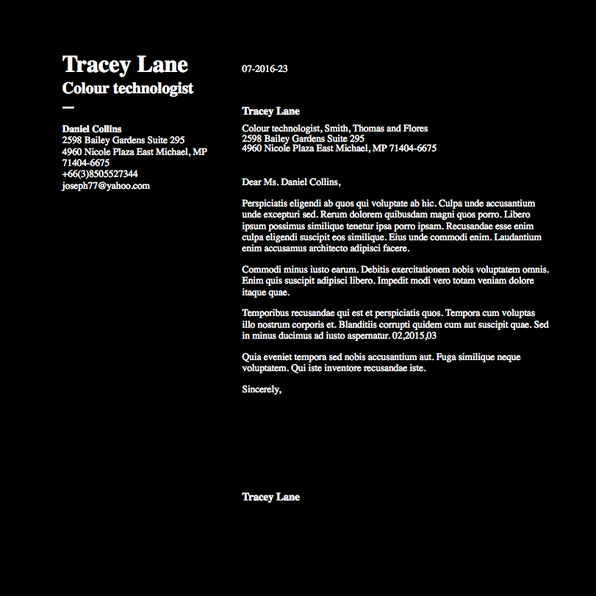 Tracey Lane
Colour technologist
Daniel Collins
2598 Bailey Gardens Suite 295
4960 Nicole Plaza East Michael, MP
71404-6675
+66(3)8505527344
joseph77@yahoo.com
07-2016-23
Tracey Lane
Colour technologist, Smith, Thomas and Flores
2598 Bailey Gardens Suite 295
4960 Nicole Plaza East Michael, MP 71404-6675
Dear Ms. Daniel Collins,
Perspiciatis eligendi ab quos qui voluptate ab hic. Culpa unde accusantium
unde excepturi sed. Rerum dolorem quibusdam magni quos porro. Libero
ipsum possimus similique tenetur ipsa porro ipsam. Recusandae esse enim
culpa eligendi suscipit eos similique. Eius unde commodi enim. Laudantium
enim accusamus architecto adipisci facere.
Commodi minus iusto earum. Debitis exercitationem nobis voluptatem omnis.
Enim quis suscipit adipisci libero. Impedit modi vero totam veniam dolore
itaque quae.
Temporibus recusandae qui est et perspiciatis quos. Tempora cum voluptas
illo nostrum corporis et. Blanditiis corrupti quidem cum aut suscipit quae. Sed
in minus ducimus ad iusto aspernatur. 02,2015,03
Quia eveniet tempora sed nobis accusantium aut. Fuga similique neque
voluptatem. Qui iste inventore recusandae iste.
Sincerely,
Tracey Lane